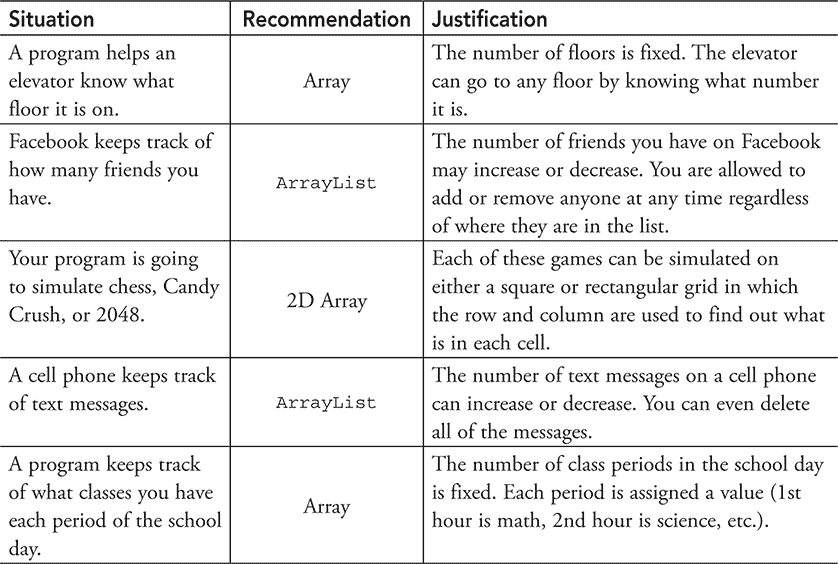 Situation Recommendation Justification
A program helps an
elevator know what
floor it is on.
Array
The number of floors is fixed. The elevator
can go to any floor by knowing what number
it is.
Facebook keeps track of
how many friends you
have.
ArrayList
The number of friends you have on Facebook
may increase or decrease. You are allowed to
add or remove anyone at any time regardless
of where they are in the list.
Your program is going
to simulate chess, Candy
Crush, or 2048.
2D Array
Each of these games can be simulated on
either a square or rectangular grid in which
the row and column are used to find out what
is in each cell.
A cell phone keeps track
of text messages.
ArrayList
The number of text messages on a cell phone
can increase or decrease. You can even delete
all of the messages.
A program keeps track
of what classes you have
each period of the school
day.
Array
The number of class periods in the school day
is fixed. Each period is assigned a value (1st
hour is math, 2nd hour is science, etc.).